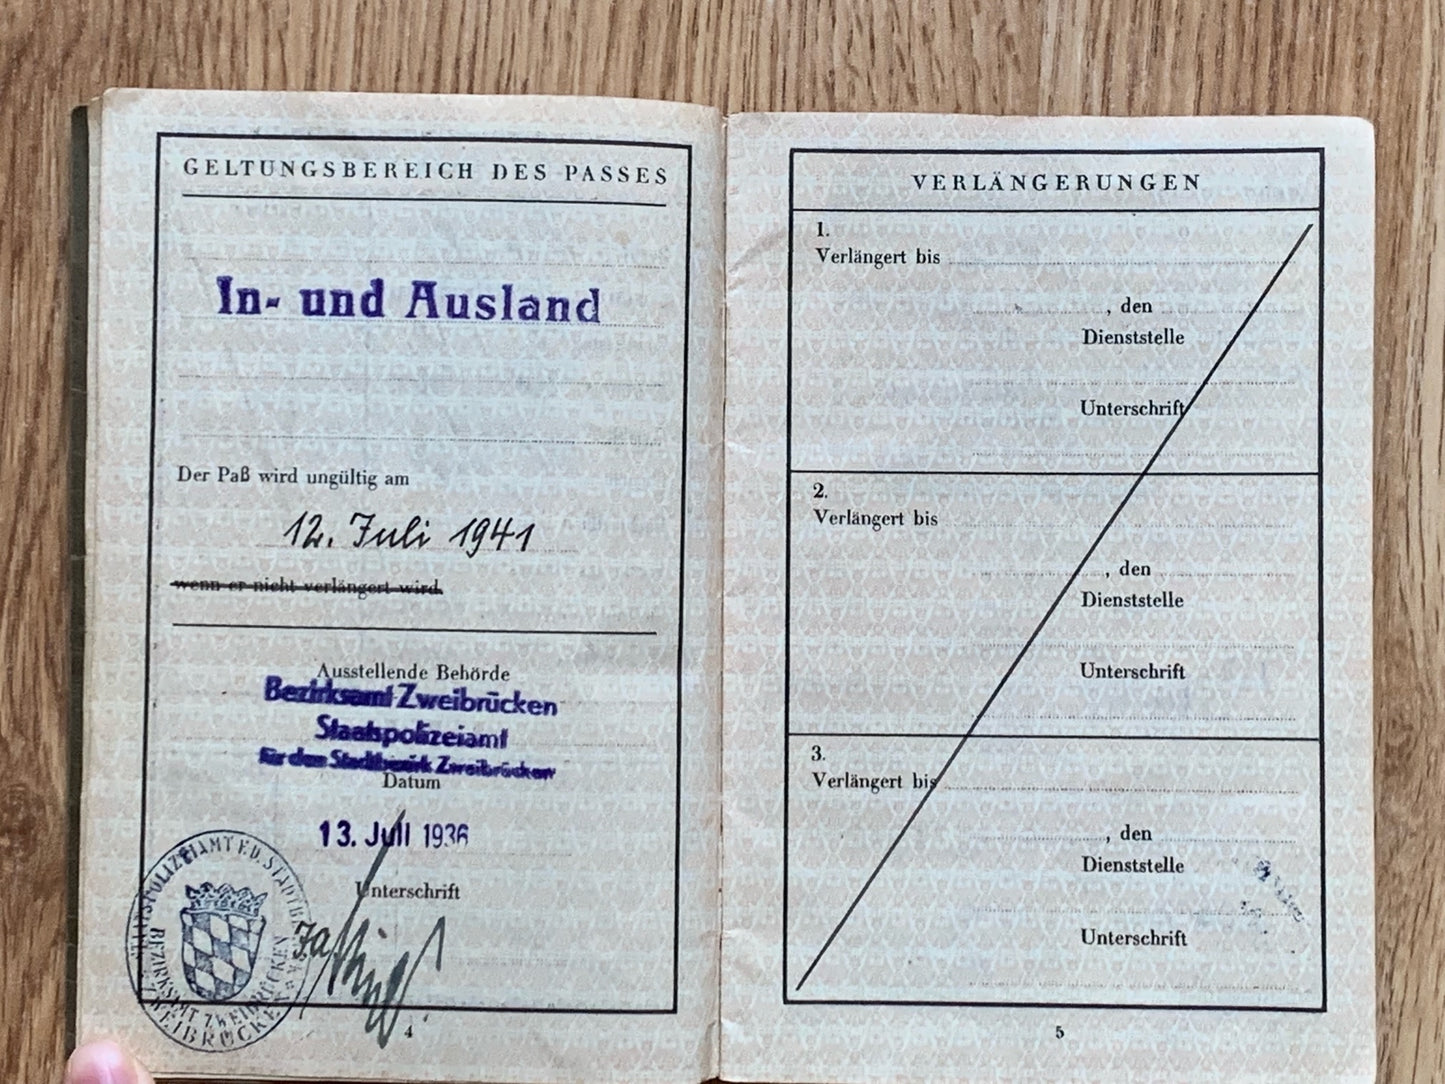 GELTUNGSBEREICH DES PASSES
In- und Ausland
Der Paß wird ungültig am
12. Juli 1941
wenn er nicht verlängert wird.
Ausstellende Behörde
Bezirksamt Zweibrücken
Staatspolizeiamt
für den Stadtbezirk Zweibrücken
Datum
13. Juli 1936
Unterschrift
BEZIRKSAMT ZWEIBRÜCKEN
4
VERLÄNGERUNGEN
1.
Verlängert bis
, den
Dienststelle
Unterschrift
2.
Verlängert bis
, den
Dienststelle
Unterschrift
3.
Verlängert bis
, den
Dienststelle
Unterschrift
5